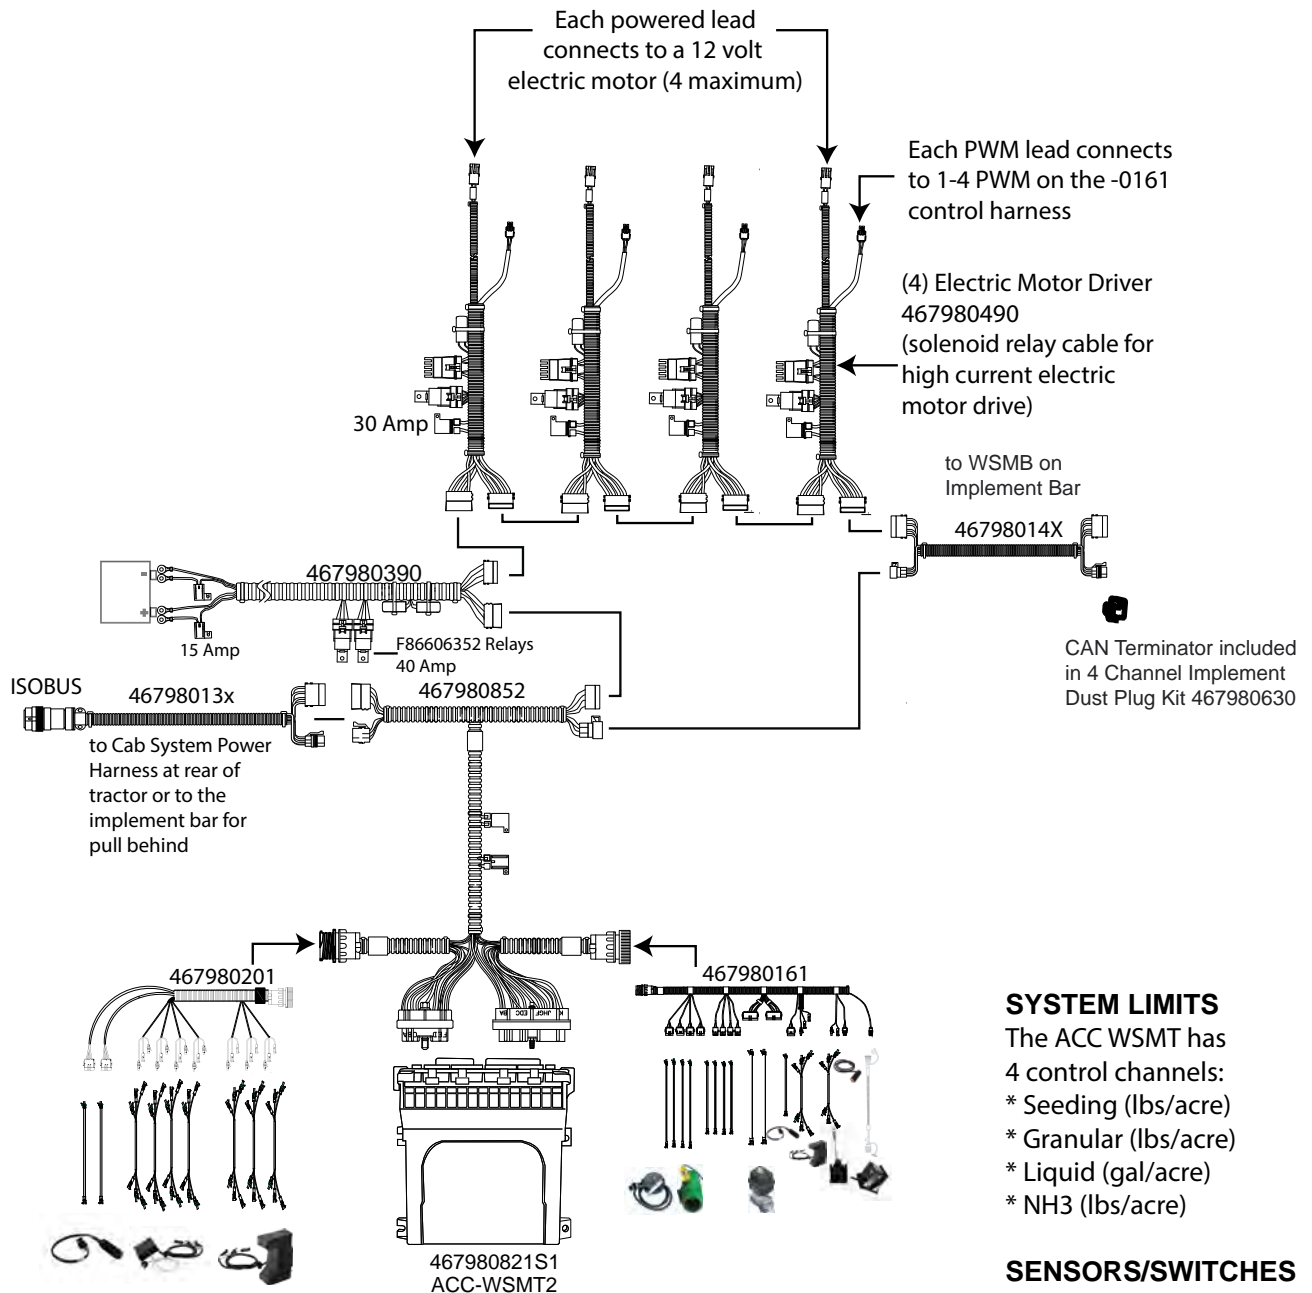 Each powered lead
connects to a 12 volt
electric motor (4 maximum)
Each PWM lead connects
to 1-4 PWM on the -0161
control harness
(4) Electric Motor Driver
467980490
(solenoid relay cable for
high current electric
motor drive)
30 Amp
to WSMB on
Implement Bar
46798014X
467980390
-
+
15 Amp
F86606352 Relays
40 Amp
CAN Terminator included
in 4 Channel Implement
Dust Plug Kit 467980630
ISOBUS
46798013x
467980852
to Cab System Power
Harness at rear of
tractor or to the
implement bar for
pull behind
467980201
467980161
K JHGF EDC BA
467980821S1
ACC-WSMT2
SYSTEM LIMITS
The ACC WSMT has
4 control channels:
* Seeding (lbs/acre)
* Granular (lbs/acre)
* Liquid (gal/acre)
* NH3 (lbs/acre)
SENSORS/SWITCHES